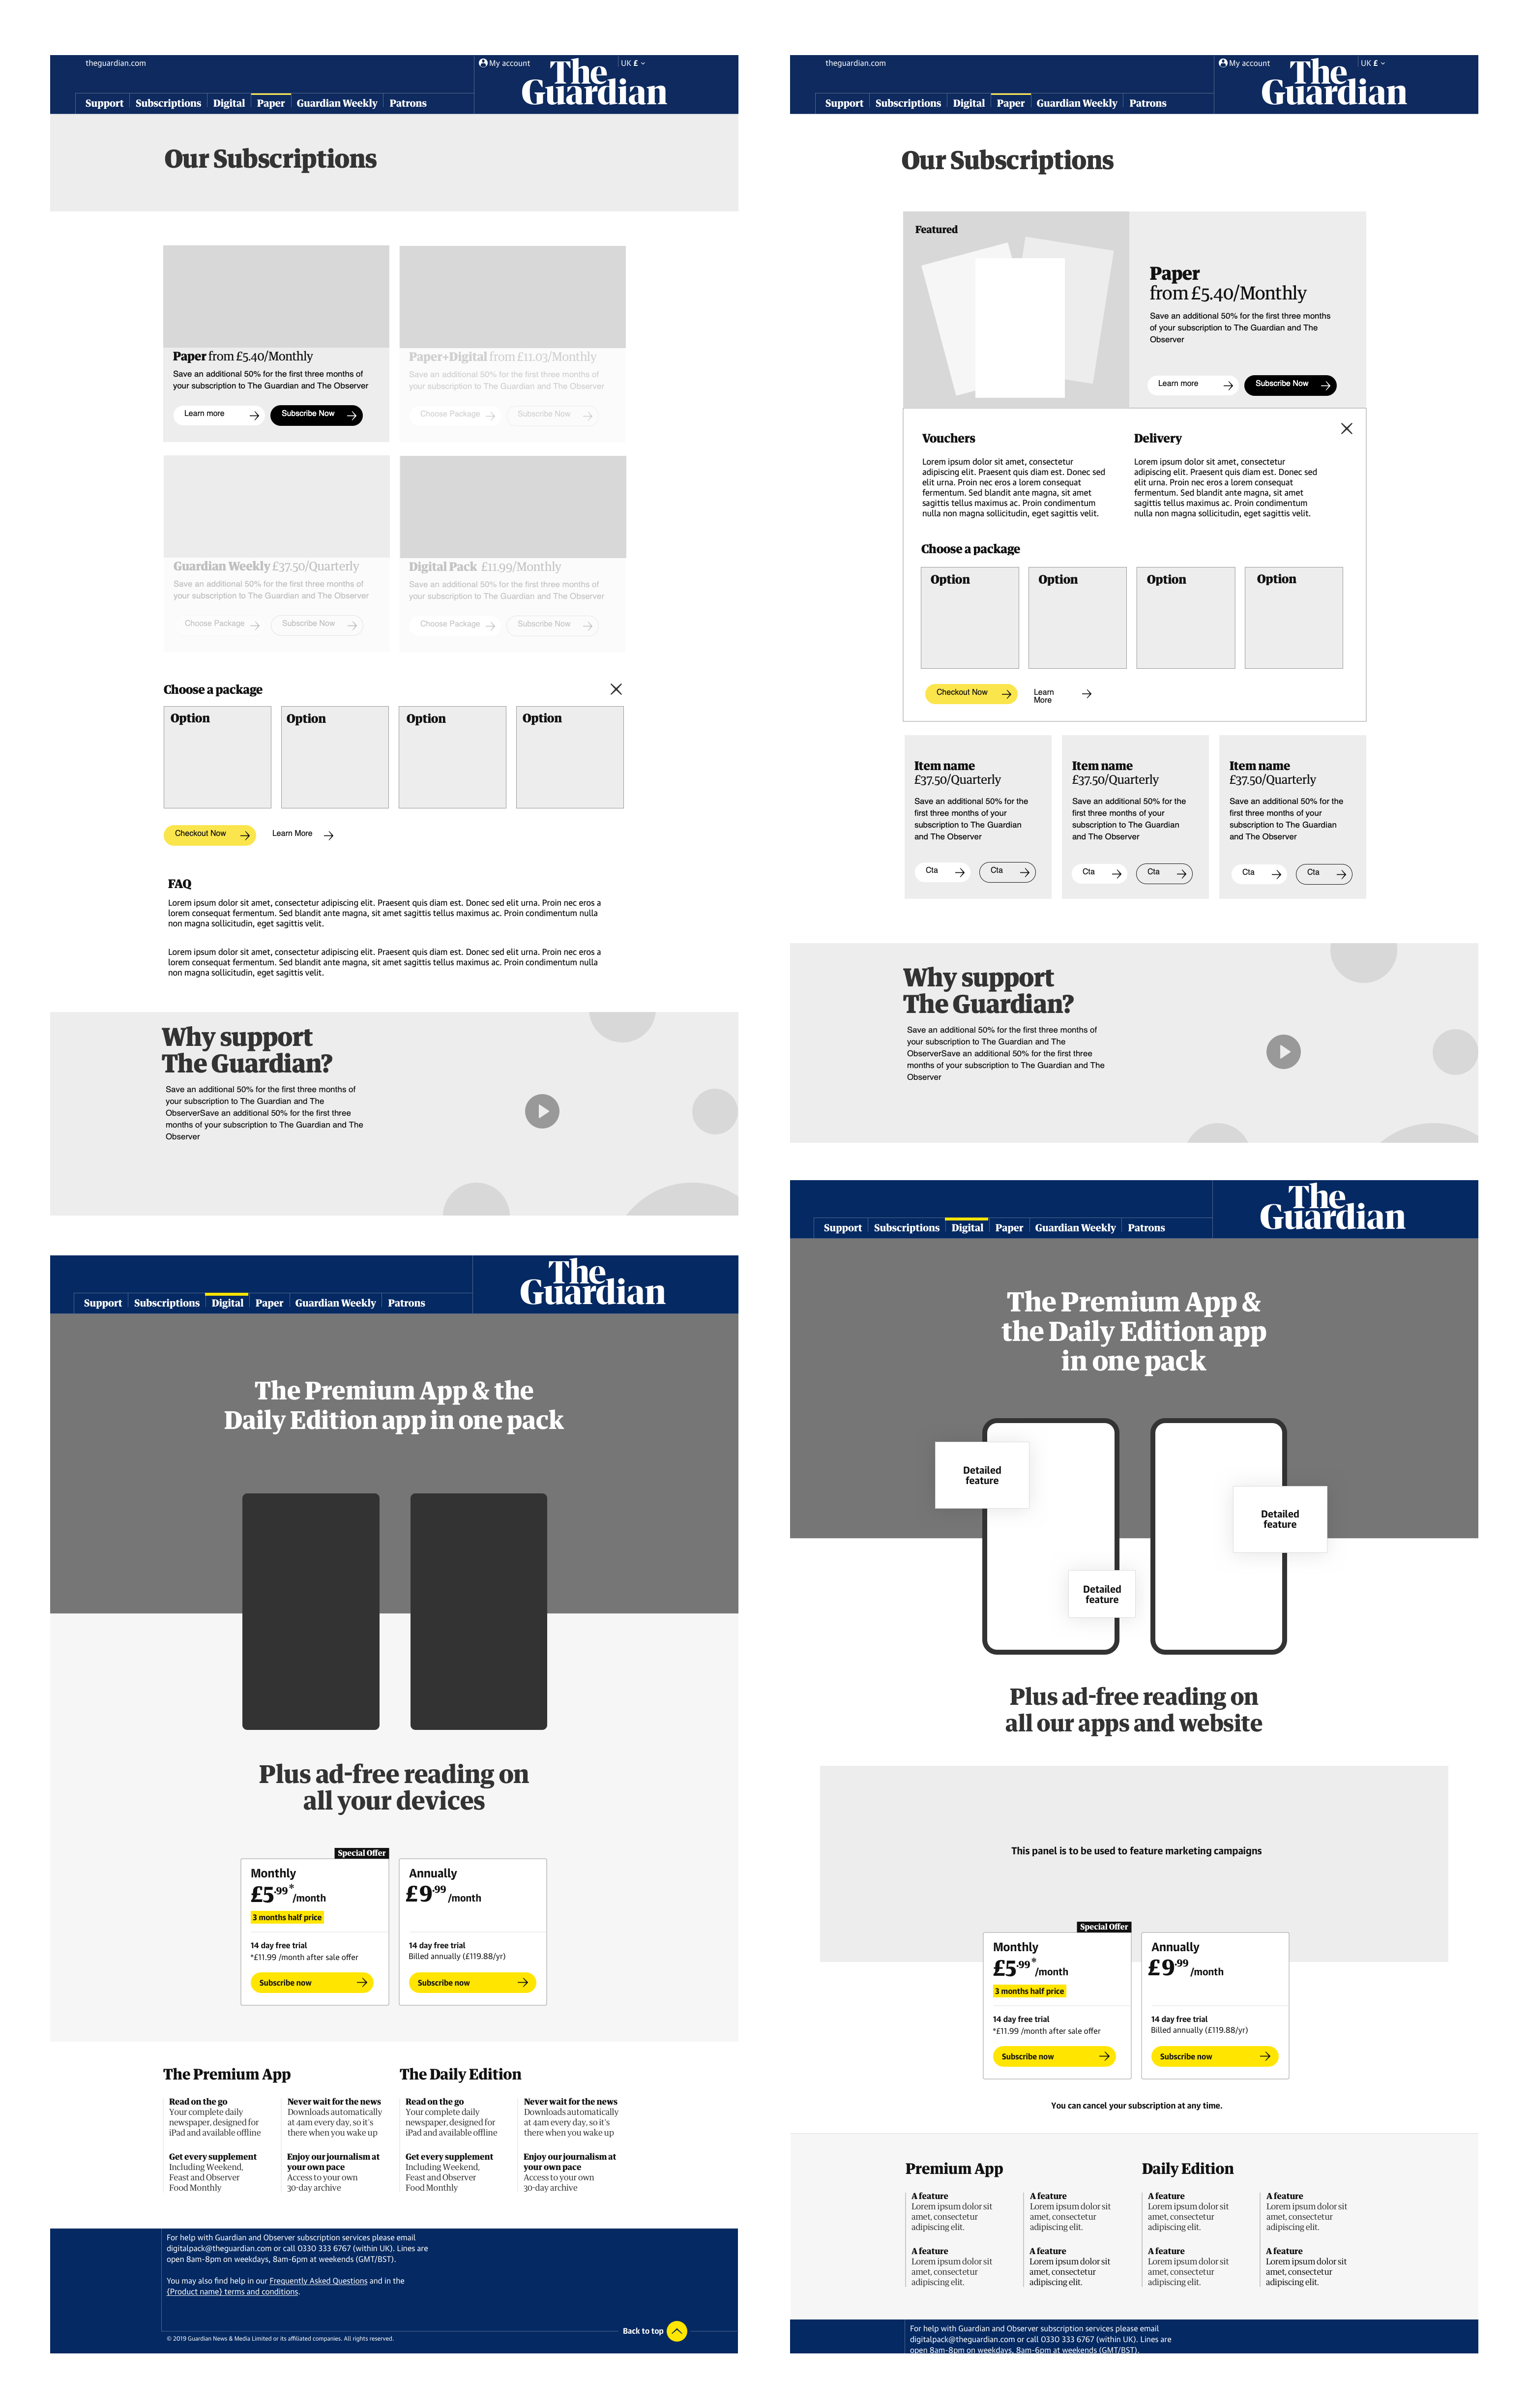 theguardian.com
My account
UK £
The
Guardian
Support
Subscriptions
Digital
Paper
Guardian Weekly
Patrons
Our Subscriptions
Paper from £5.40/Monthly
Save an additional 50% for the first three months of
your subscription to The Guardian and The Observer
Learn more
Subscribe Now
Paper+Digital from £11.03/Monthly
Save an additional 50% for the first three months of
your subscription to The Guardian and The Observer
Choose Package
Subscribe Now
Guardian Weekly £37.50/Quarterly
Save an additional 50% for the first three months of
your subscription to The Guardian and The Observer
Choose Package
Subscribe Now
Digital Pack £11.99/Monthly
Save an additional 50% for the first three months of
your subscription to The Guardian and The Observer
Choose Package
Subscribe Now
Choose a package
Option
Option
Option
Option
Checkout Now
Learn More
FAQ
Lorem ipsum dolor sit amet, consectetur adipiscing elit. Praesent quis diam est. Donec sed elit urna. Proin nec eros a
lorem consequat fermentum. Sed blandit ante magna, sit amet sagittis tellus maximus ac. Proin condimentum nulla
non magna sollicitudin, eget sagittis velit.
Lorem ipsum dolor sit amet, consectetur adipiscing elit. Praesent quis diam est. Donec sed elit urna. Proin nec eros a
lorem consequat fermentum. Sed blandit ante magna, sit amet sagittis tellus maximus ac. Proin condimentum nulla
non magna sollicitudin, eget sagittis velit.
Why support
The Guardian?
Save an additional 50% for the first three months of
your subscription to The Guardian and The
ObserverSave an additional 50% for the first three
months of your subscription to The Guardian and The
Observer
The
Guardian
Support
Subscriptions
Digital
Paper
Guardian Weekly
Patrons
The Premium App & the
Daily Edition app in one pack
Plus ad-free reading on
all your devices
Special Offer
Monthly
£5.99* /month
3 months half price
14 day free trial
*£11.99 /month after sale offer
Subscribe now
Annually
£9.99 /month
14 day free trial
Billed annually (£119.88/yr)
Subscribe now
The Premium App
Read on the go
Your complete daily
newspaper, designed for
iPad and available offline
Never wait for the news
Downloads automatically
at 4am every day, so it's
there when you wake up
Get every supplement
Including Weekend,
Feast and Observer
Food Monthly
Enjoy our journalism at
your own pace
Access to your own
30-day archive
The Daily Edition
Read on the go
Your complete daily
newspaper, designed for
iPad and available offline
Never wait for the news
Downloads automatically
at 4am every day, so it's
there when you wake up
Get every supplement
Including Weekend,
Feast and Observer
Food Monthly
Enjoy our journalism at
your own pace
Access to your own
30-day archive
For help with Guardian and Observer subscription services please email
digitalpack@theguardian.com or call 0330 333 6767 (within UK). Lines are
open 8am-8pm on weekdays, 8am-6pm at weekends (GMT/BST).
You may also find help in our Frequently Asked Questions and in the
{Product name} terms and conditions.
Back to top
© 2019 Guardian News & Media Limited or its affiliated companies. All rights reserved.
theguardian.com
My account
UK £
The
Guardian
Support
Subscriptions
Digital
Paper
Guardian Weekly
Patrons
Our Subscriptions
Featured
Paper
from £5.40/Monthly
Save an additional 50% for the first three months
of your subscription to The Guardian and The
Observer
Learn more
Subscribe Now
Vouchers
Lorem ipsum dolor sit amet, consectetur
adipiscing elit. Praesent quis diam est. Donec sed
elit urna. Proin nec eros a lorem consequat
fermentum. Sed blandit ante magna, sit amet
sagittis tellus maximus ac. Proin condimentum
nulla non magna sollicitudin, eget sagittis velit.
Delivery
Lorem ipsum dolor sit amet, consectetur
adipiscing elit. Praesent quis diam est. Donec sed
elit urna. Proin nec eros a lorem consequat
fermentum. Sed blandit ante magna, sit amet
sagittis tellus maximus ac. Proin condimentum
nulla non magna sollicitudin, eget sagittis velit.
Choose a package
Option
Option
Option
Option
Checkout Now
Learn
More
Item name
£37.50/Quarterly
Save an additional 50% for the
first three months of your
subscription to The Guardian
and The Observer
Cta
Cta
Item name
£37.50/Quarterly
Save an additional 50% for the
first three months of your
subscription to The Guardian
and The Observer
Cta
Cta
Item name
£37.50/Quarterly
Save an additional 50% for the
first three months of your
subscription to The Guardian
and The Observer
Cta
Cta
Why support
The Guardian?
Save an additional 50% for the first three months of
your subscription to The Guardian and The
ObserverSave an additional 50% for the first three
months of your subscription to The Guardian and The
Observer
The
Guardian
Support
Subscriptions
Digital
Paper
Guardian Weekly
Patrons
The Premium App &
the Daily Edition app
in one pack
Detailed
feature
Detailed
feature
Detailed
feature
Plus ad-free reading on
all our apps and website
This panel is to be used to feature marketing campaigns
Special Offer
Monthly
£5.99* /month
3 months half price
14 day free trial
*£11.99 /month after sale offer
Subscribe now
Annually
£9.99 /month
14 day free trial
Billed annually (£119.88/yr)
Subscribe now
You can cancel your subscription at any time.
Premium App
A feature
Lorem ipsum dolor sit
amet, consectetur
adipiscing elit.
A feature
Lorem ipsum dolor sit
amet, consectetur
adipiscing elit.
A feature
Lorem ipsum dolor sit
amet, consectetur
adipiscing elit.
A feature
Lorem ipsum dolor sit
amet, consectetur
adipiscing elit.
Daily Edition
A feature
Lorem ipsum dolor sit
amet, consectetur
adipiscing elit.
A feature
Lorem ipsum dolor sit
amet, consectetur
adipiscing elit.
A feature
Lorem ipsum dolor sit
amet, consectetur
adipiscing elit.
A feature
Lorem ipsum dolor sit
amet, consectetur
adipiscing elit.
For help with Guardian and Observer subscription services please email
digitalpack@theguardian.com or call 0330 333 6767 (within UK). Lines are
open 8am-8pm on weekdays, 8am-6pm at weekends (GMT/BST).